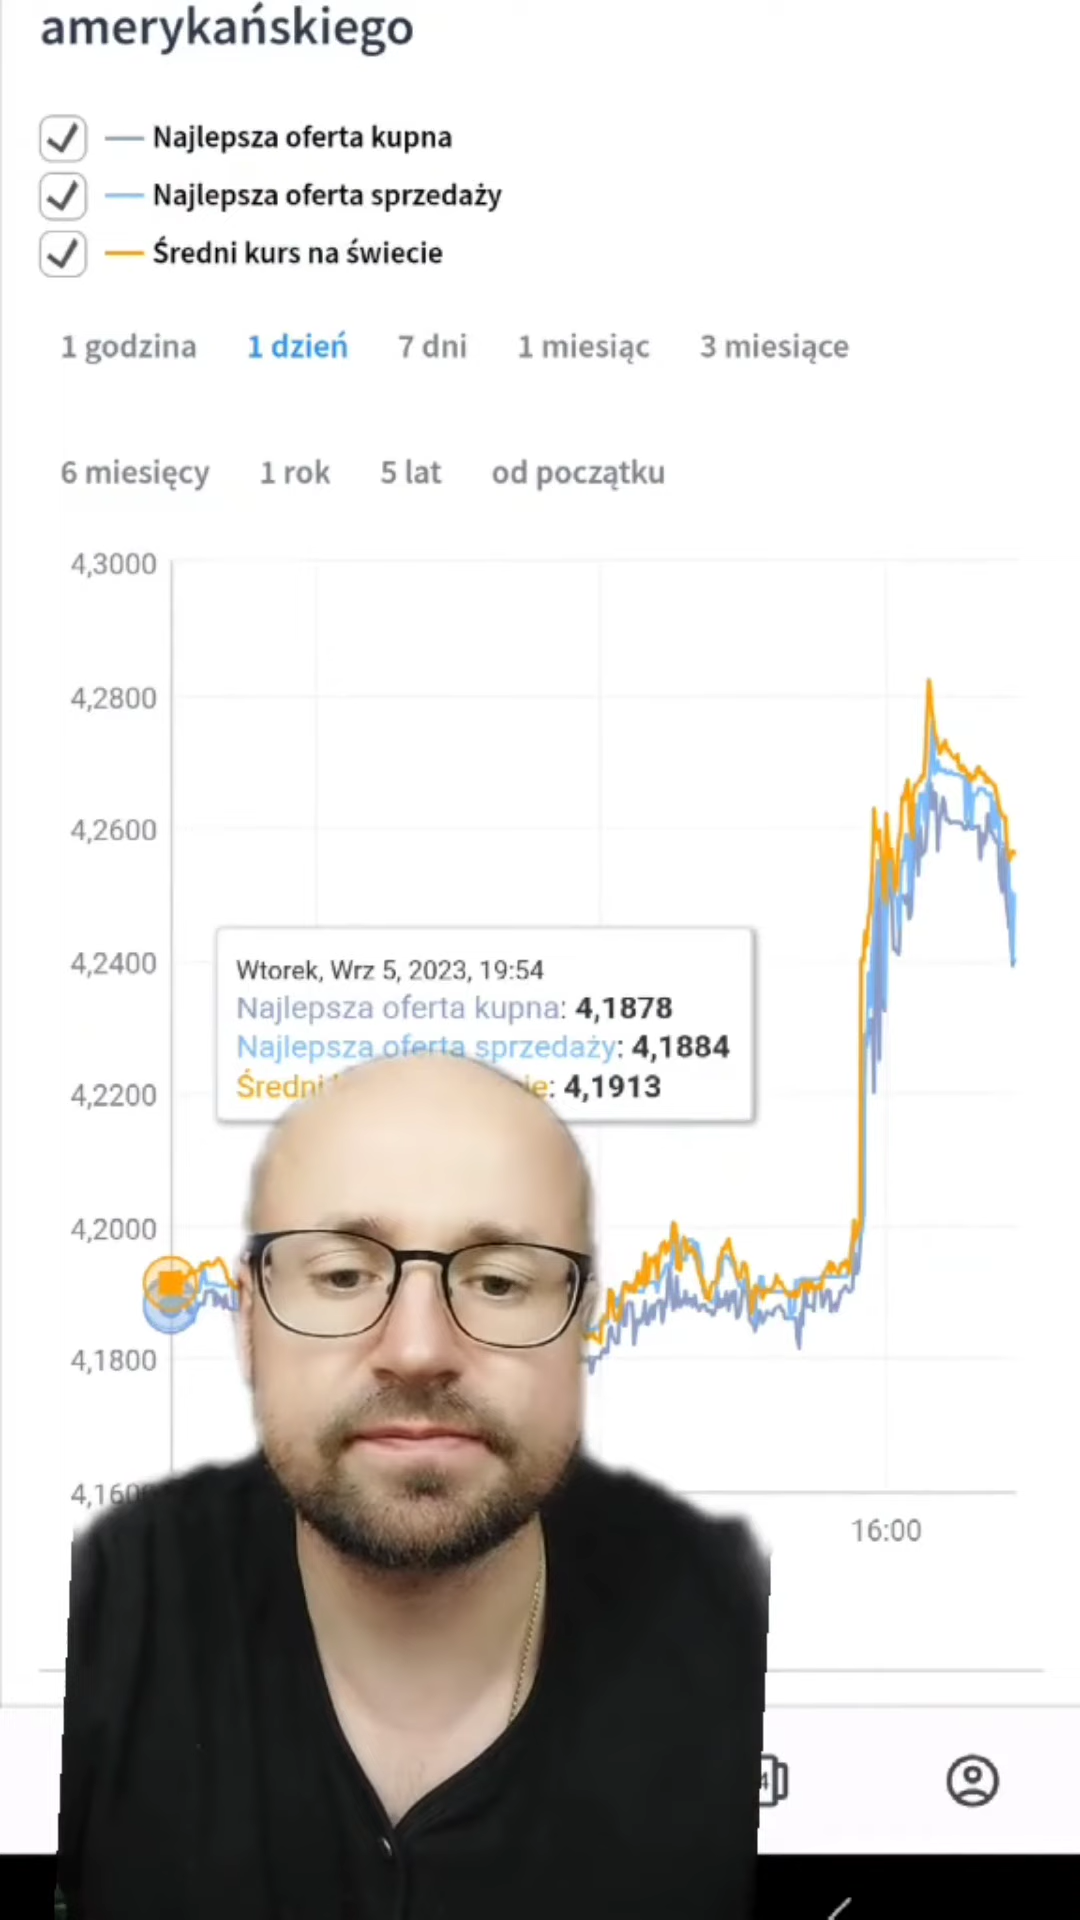 amerykańskiego
Najlepsza oferta kupna
Najlepsza oferta sprzedaży
Średni kurs na świecie
1 godzina 1 dzień 7 dni 1 miesiąc 3 miesiące
6 miesięcy 1 rok 5 lat od początku
4,3000
4,2800
4,2600
4,2400
4,2200
4,2000
4,1800
Wtorek, Wrz 5, 2023, 19:54
Najlepsza oferta kupna: 4,1878
Najlepsza oferta sprzedaży: 4,1884
4,1913
16:00